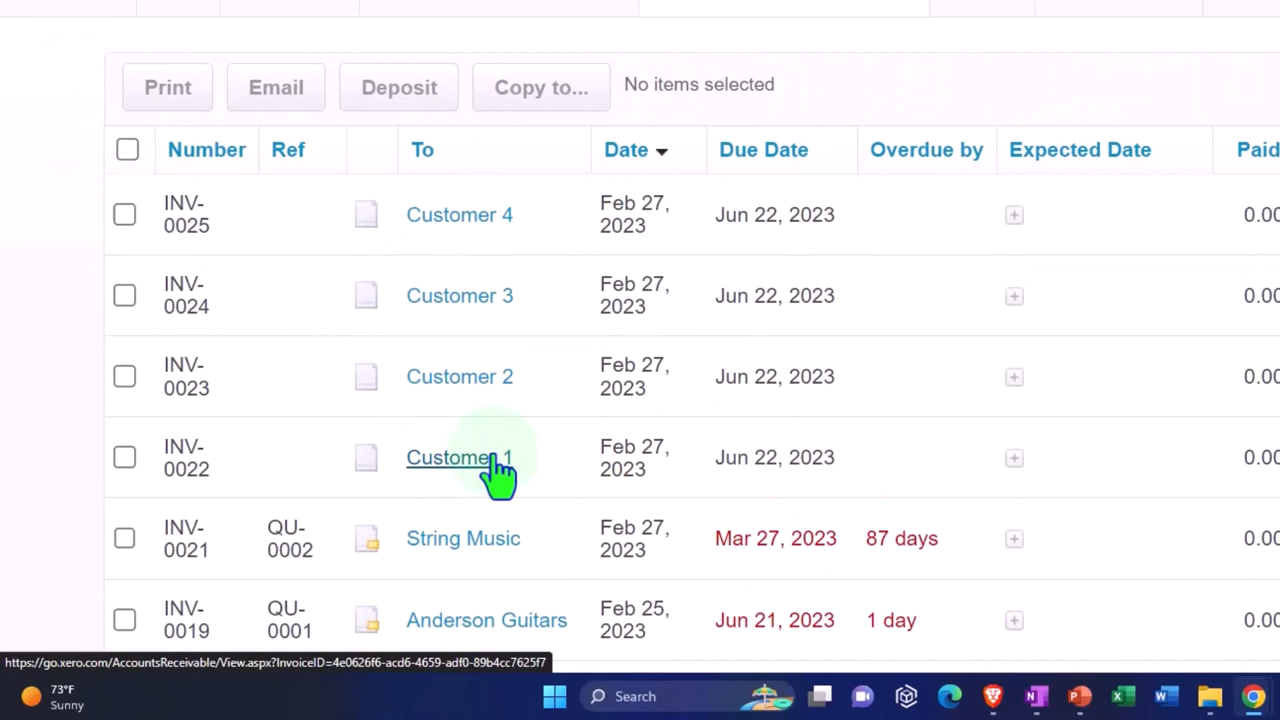 Print Email Deposit Copy to... No items selected
Number Ref To Date Due Date Overdue by Expected Date Paid
INV-0025 Customer 4 Feb 27, 2023 Jun 22, 2023 0.00
INV-0024 Customer 3 Feb 27, 2023 Jun 22, 2023 0.00
INV-0023 Customer 2 Feb 27, 2023 Jun 22, 2023 0.00
INV-0022 Customer 1 Feb 27, 2023 Jun 22, 2023 0.00
INV-0021 QU-0002 String Music Feb 27, 2023 Mar 27, 2023 87 days 0.00
INV-0019 QU-0001 Anderson Guitars Feb 25, 2023 Jun 21, 2023 1 day 0.00
https://go.xero.com/AccountsReceivable/View.aspx?InvoiceID=4e0626f6-acd6-4659-adf0-89b4cc7625f7
73°F
Sunny
Search